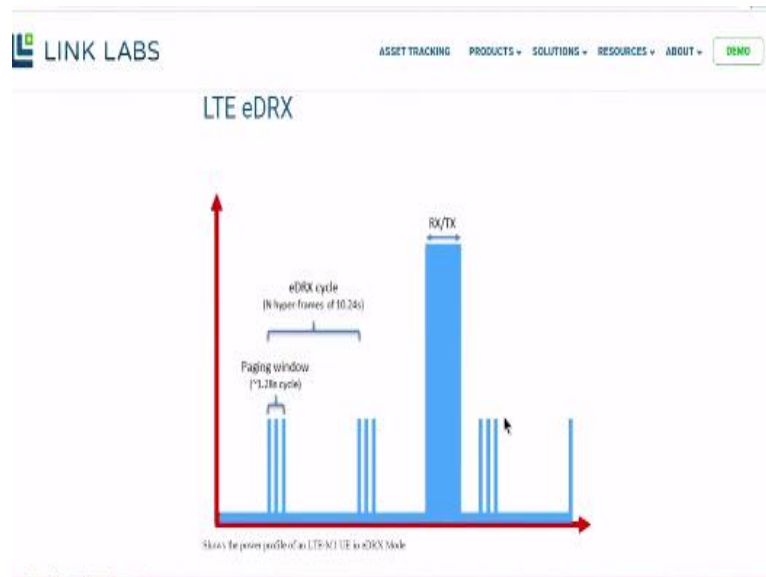 LINK LABS
ASSET TRACKING PRODUCTS SOLUTIONS RESOURCES ABOUT DEMO
LTE eDRX
RX/TX
eDRX cycle
(N hyper-frames of 10.24s)
Paging window
(~1.28s cycle)
Shows the power profile of an LTE-M1 UE in eDRX Mode